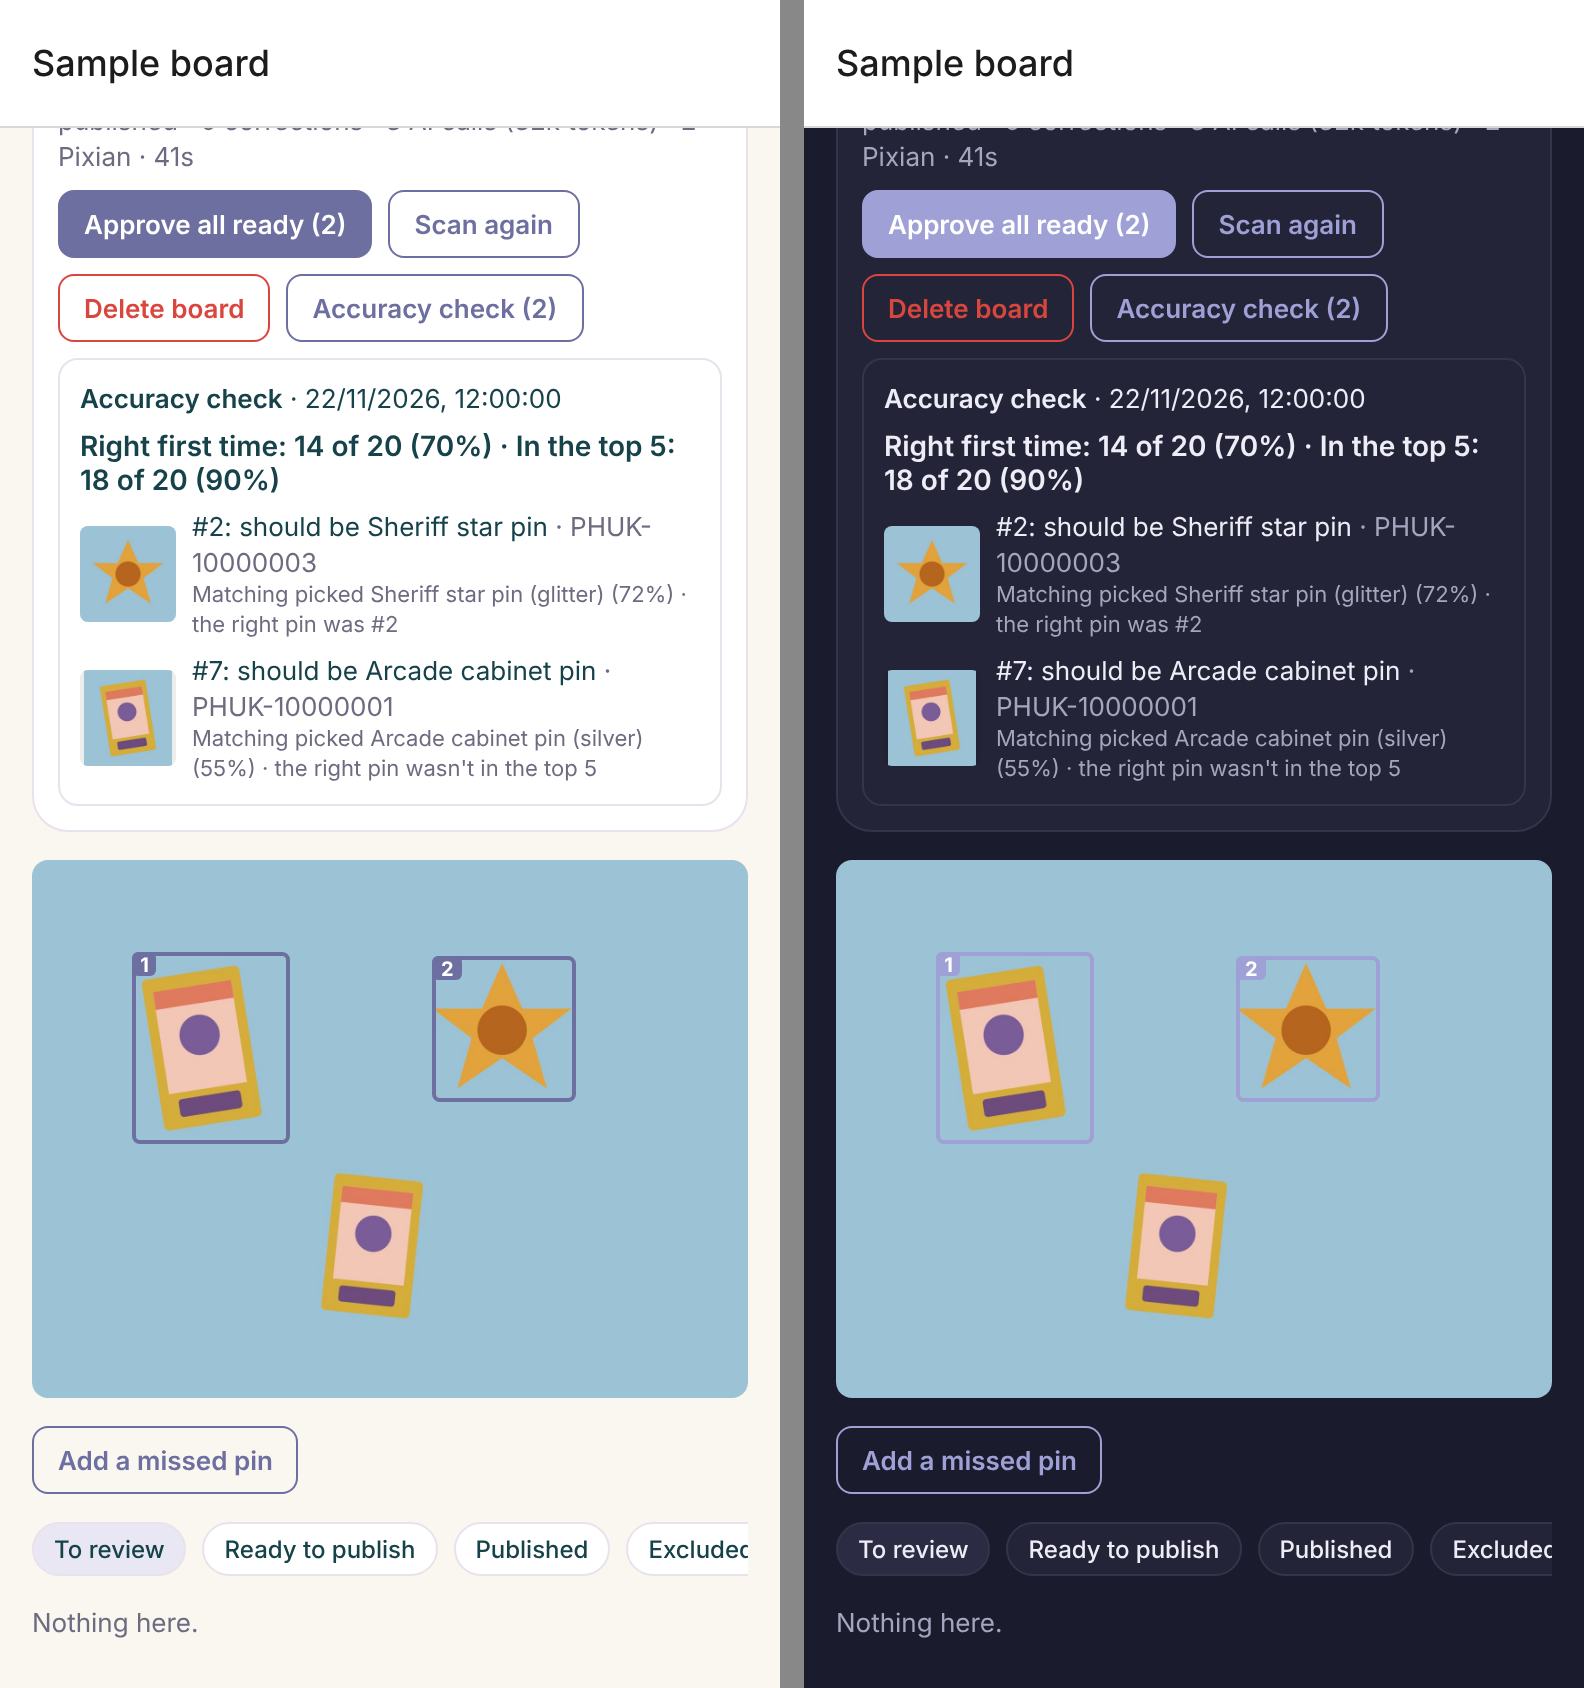 Sample board
Pixian · 41s
Approve all ready (2)
Scan again
Delete board
Accuracy check (2)
Accuracy check · 22/11/2026, 12:00:00
Right first time: 14 of 20 (70%) · In the top 5:
18 of 20 (90%)
#2: should be Sheriff star pin · PHUK-
10000003
Matching picked Sheriff star pin (glitter) (72%) ·
the right pin was #2
#7: should be Arcade cabinet pin ·
PHUK-10000001
Matching picked Arcade cabinet pin (silver)
(55%) · the right pin wasn't in the top 5
1
2
Add a missed pin
To review
Ready to publish
Published
Excluded
Nothing here.
Sample board
Pixian · 41s
Approve all ready (2)
Scan again
Delete board
Accuracy check (2)
Accuracy check · 22/11/2026, 12:00:00
Right first time: 14 of 20 (70%) · In the top 5:
18 of 20 (90%)
#2: should be Sheriff star pin · PHUK-
10000003
Matching picked Sheriff star pin (glitter) (72%) ·
the right pin was #2
#7: should be Arcade cabinet pin ·
PHUK-10000001
Matching picked Arcade cabinet pin (silver)
(55%) · the right pin wasn't in the top 5
1
2
Add a missed pin
To review
Ready to publish
Published
Excluded
Nothing here.